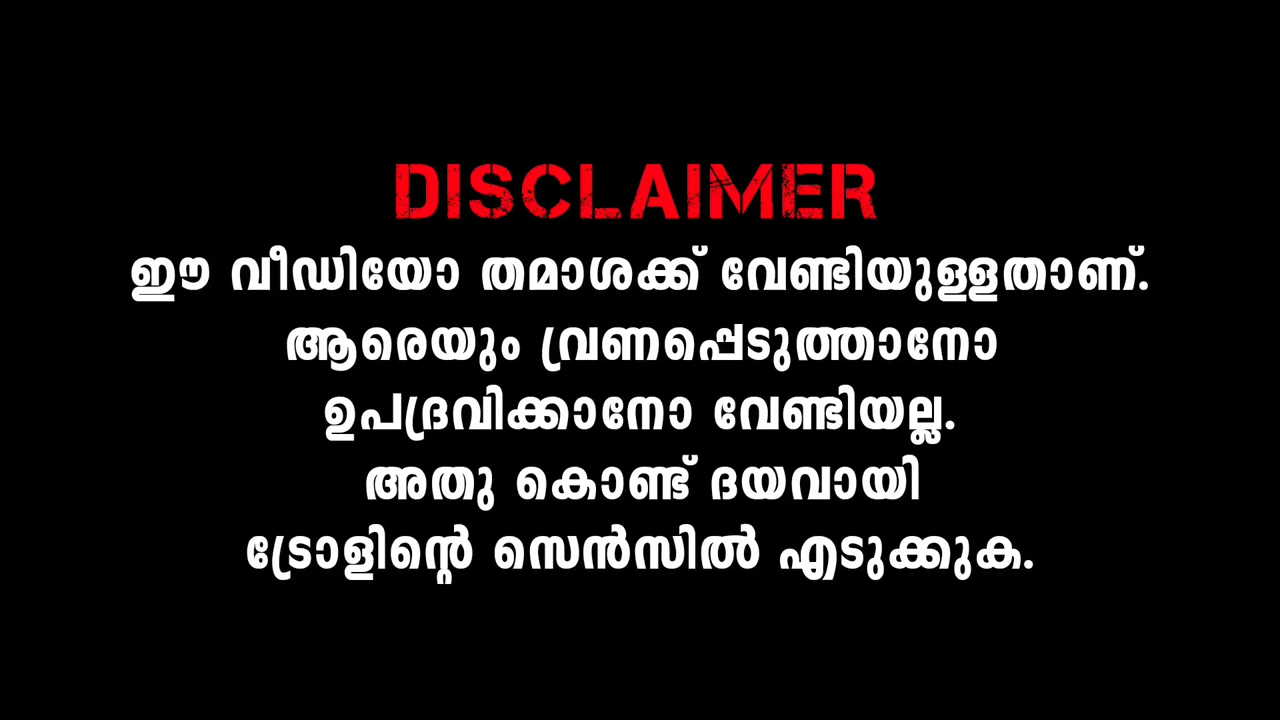 DISCLAIMER
ഈ വീഡിയോ തമാശക്ക് വേണ്ടിയുള്ളതാണ്.
ആരെയും വ്രണപ്പെടുത്താനോ
ഉപദ്രവിക്കാനോ വേണ്ടിയല്ല.
അതു കൊണ്ട് ദയവായി
ട്രോളിന്റെ സെൻസിൽ എടുക്കുക.